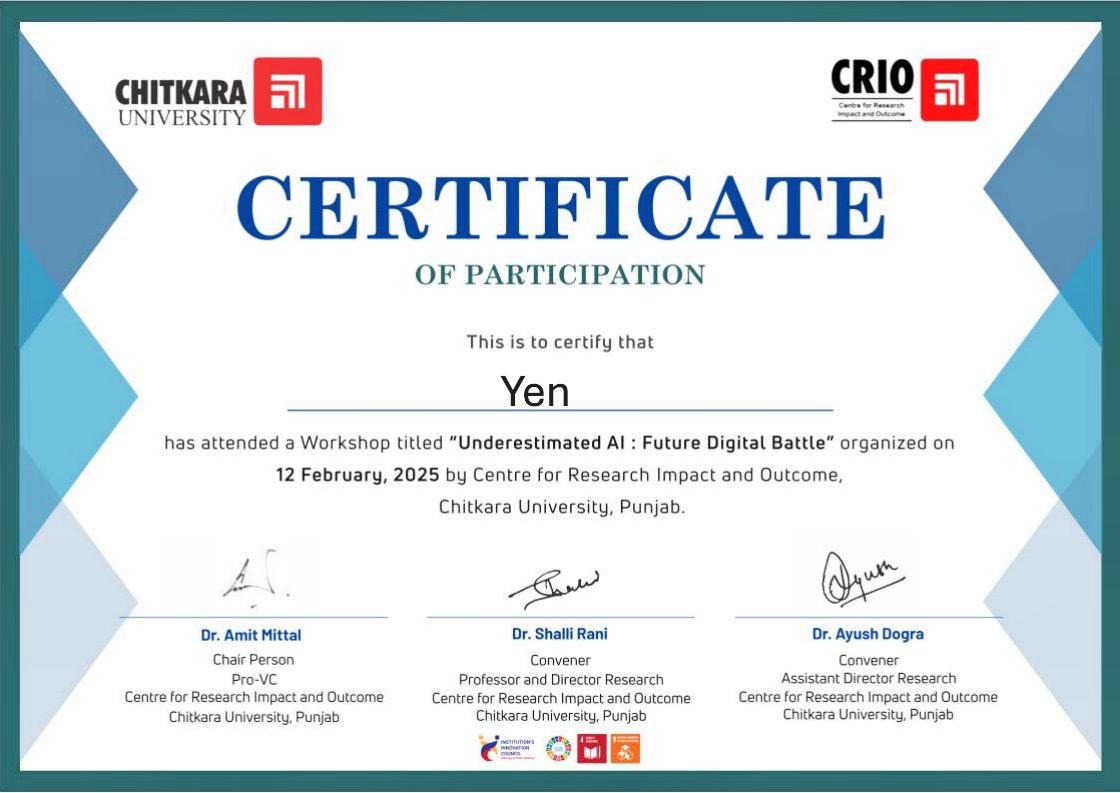 CHITKARA
UNIVERSITY
CRIO
Centre for Research
Impact and Outcome
CERTIFICATE
OF PARTICIPATION
This is to certify that
Yen
has attended a Workshop titled “Underestimated AI : Future Digital Battle” organized on
12 February, 2025 by Centre for Research Impact and Outcome,
Chitkara University, Punjab.
Ayush
Dr. Amit Mittal
Chair Person
Pro-VC
Centre for Research Impact and Outcome
Chitkara University, Punjab
Dr. Shalli Rani
Convener
Professor and Director Research
Centre for Research Impact and Outcome
Chitkara University, Punjab
Dr. Ayush Dogra
Convener
Assistant Director Research
Centre for Research Impact and Outcome
Chitkara University, Punjab
INSTITUTION'S
INNOVATION
COUNCIL
4
9